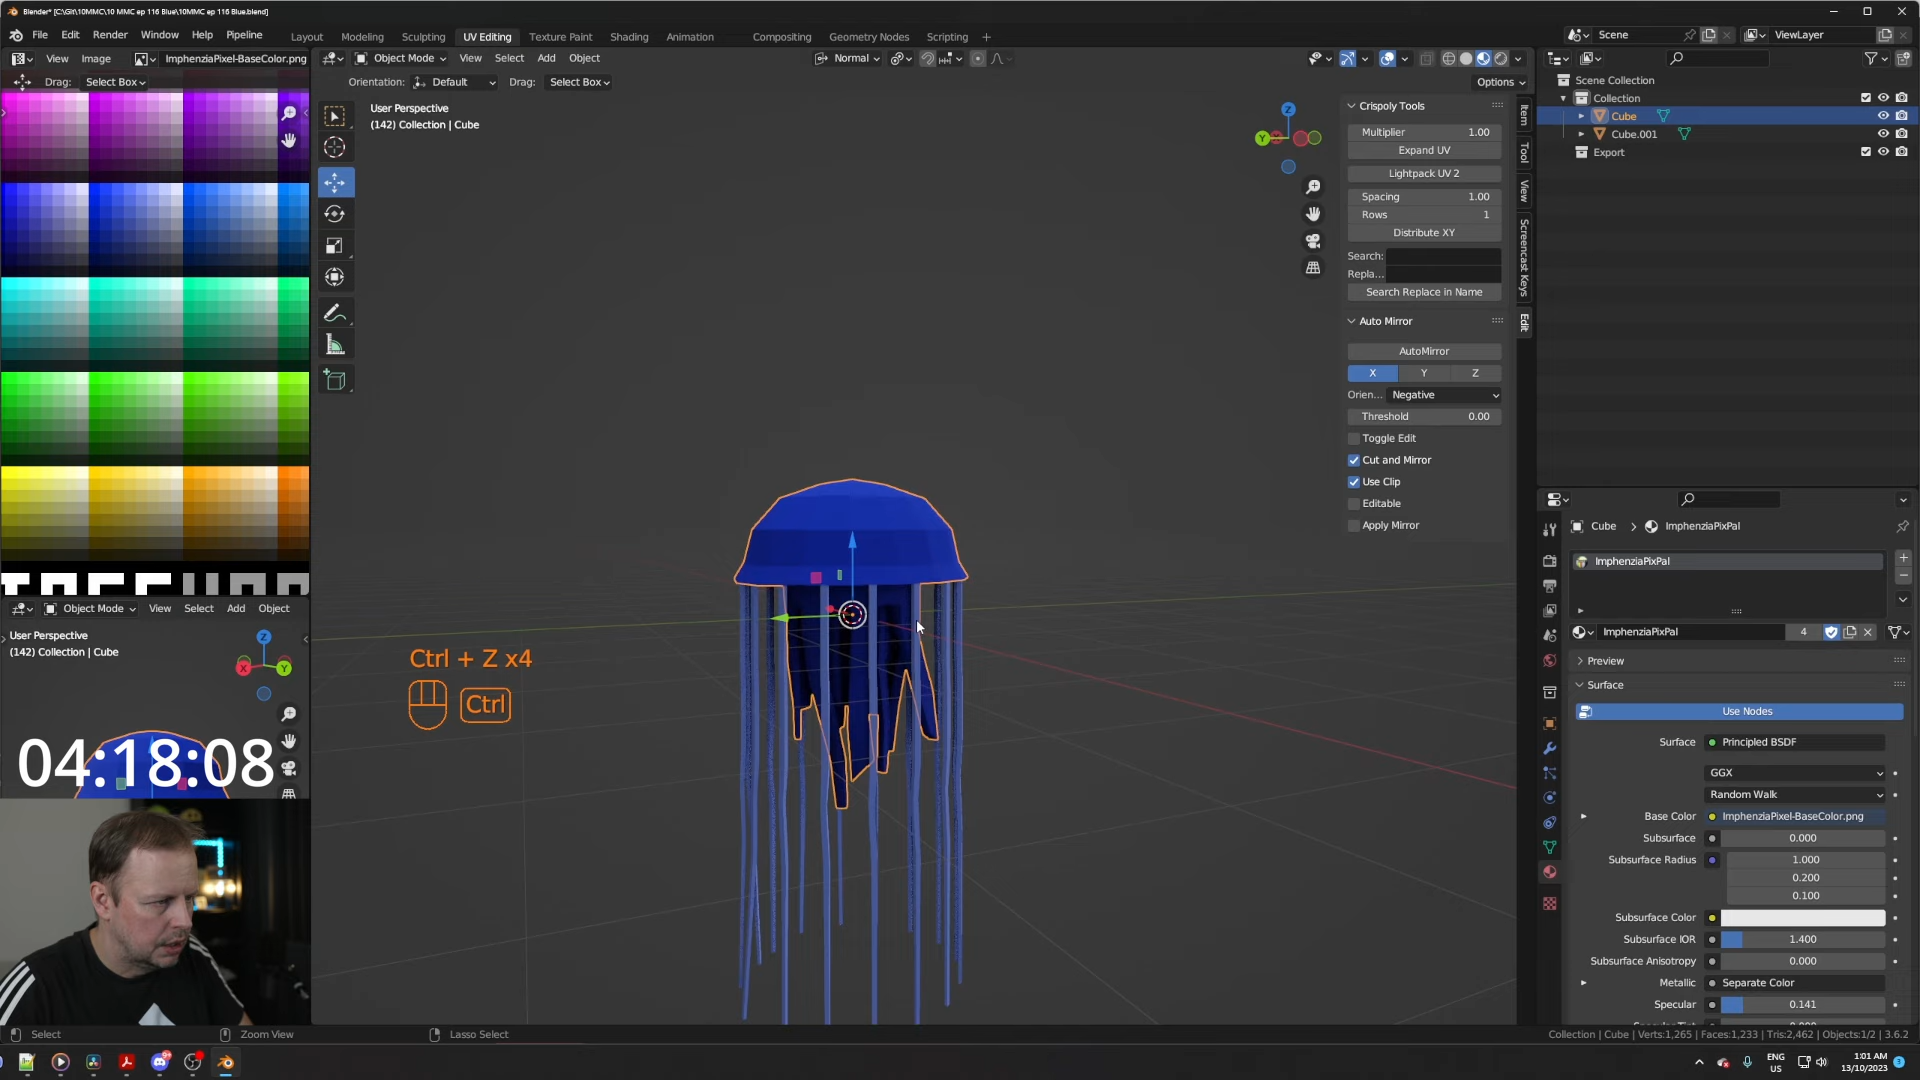 Blender* [C:\Git\10MMC\10 MMC ep 116 Blue\10MMC ep 116 Blue.blend]
File Edit Render Window Help Pipeline
Layout Modeling Sculpting UV Editing Texture Paint Shading Animation Compositing Geometry Nodes Scripting
Scene
ViewLayer
View Image ImphenziaPixel-BaseColor.png
Drag: Select Box
Object Mode View Select Add Object
Normal
Orientation: Default Drag: Select Box
Options
User Perspective
(142) Collection | Cube
Z
Y
Crispoly Tools
Multiplier 1.00
Expand UV
Lightpack UV 2
Spacing 1.00
Rows 1
Distribute XY
Search:
Repla...
Search Replace in Name
Auto Mirror
AutoMirror
X Y Z
Orien... Negative
Threshold 0.00
Toggle Edit
Cut and Mirror
Use Clip
Editable
Apply Mirror
Item
Tool
View
Screencast Keys
Edit
Scene Collection
Collection
Cube
Cube.001
Export
Ctrl + Z x4
Ctrl
Object Mode View Select Add Object
User Perspective
(142) Collection | Cube
Z
X
Y
04:18:08
Cube > ImphenziaPixPal
ImphenziaPixPal
ImphenziaPixPal 4
Preview
Surface
Use Nodes
Surface Principled BSDF
GGX
Random Walk
Base Color ImphenziaPixel-BaseColor.png
Subsurface 0.000
Subsurface Radius 1.000
0.200
0.100
Subsurface Color
Subsurface IOR 1.400
Subsurface Anisotropy 0.000
Metallic Separate Color
Specular 0.141
Select Zoom View Lasso Select
Collection | Cube | Verts:1,265 | Faces:1,233 | Tris:2,462 | Objects:1/2 | 3.6.2
ENG
US
1:01 AM
13/10/2023
3